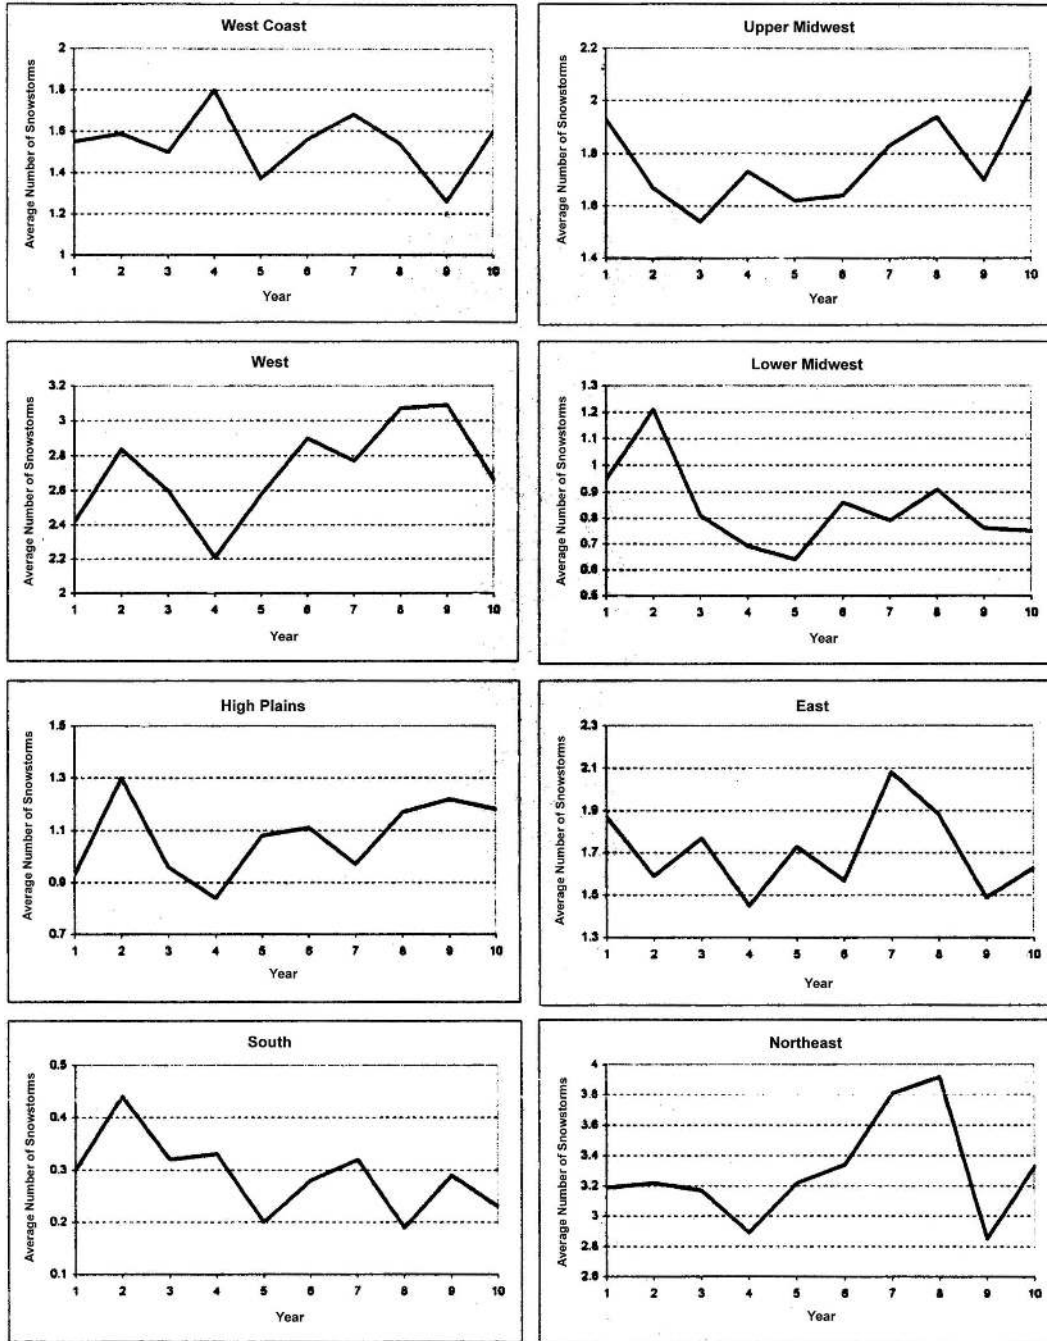 West Coast
Average Number of Snowstorms
2
1.8
1.6
1.4
1.2
1
1 2 3 4 5 6 7 8 9 10
Year
Upper Midwest
Average Number of Snowstorms
2.2
2
1.8
1.6
1.4
1 2 3 4 5 6 7 8 9 10
Year
West
Average Number of Snowstorms
3.2
3
2.8
2.6
2.4
2.2
2
1 2 3 4 5 6 7 8 9 10
Year
Lower Midwest
Average Number of Snowstorms
1.3
1.2
1.1
1
0.9
0.8
0.7
0.6
0.5
1 2 3 4 5 6 7 8 9 10
Year
High Plains
Average Number of Snowstorms
1.5
1.3
1.1
0.9
0.7
1 2 3 4 5 6 7 8 9 10
Year
East
Average Number of Snowstorms
2.3
2.1
1.9
1.7
1.5
1.3
1 2 3 4 5 6 7 8 9 10
Year
South
Average Number of Snowstorms
0.5
0.4
0.3
0.2
0.1
1 2 3 4 5 6 7 8 9 10
Year
Northeast
Average Number of Snowstorms
4
3.8
3.6
3.4
3.2
3
2.8
2.6
1 2 3 4 5 6 7 8 9 10
Year